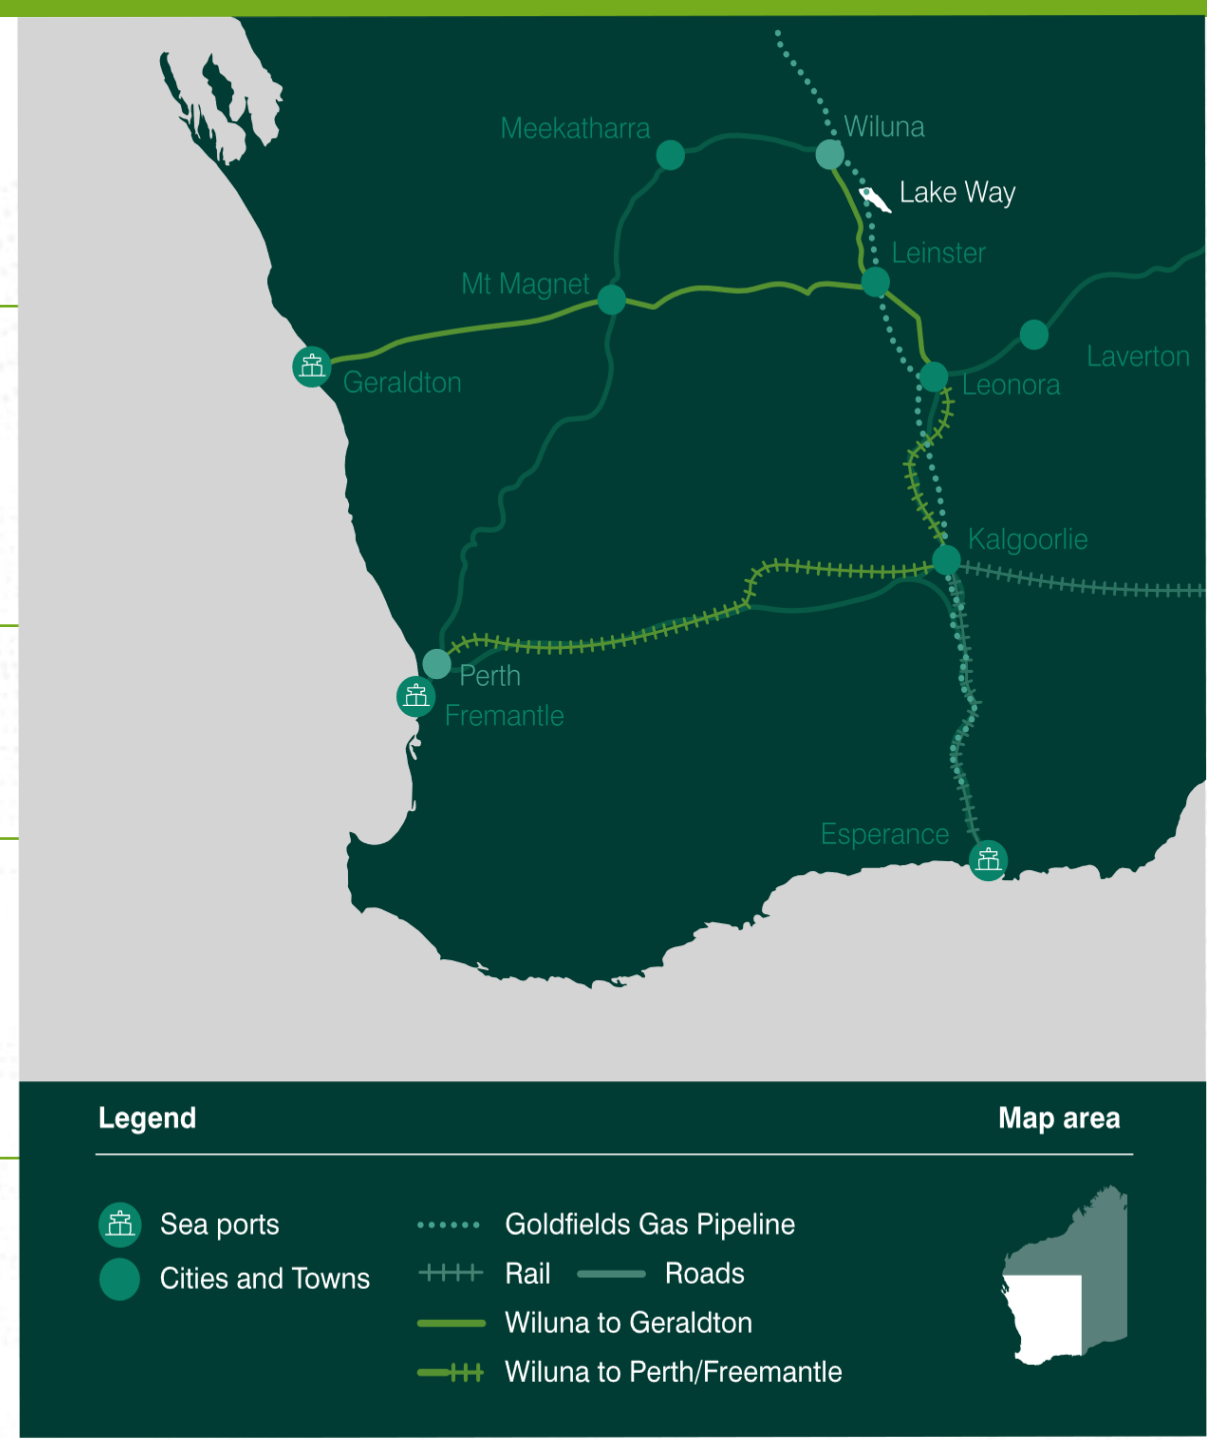 Meekatharra
Wiluna
Lake Way
Leinster
Mt Magnet
Laverton
Geraldton
Leonora
Kalgoorlie
Perth
Fremantle
Esperance
Legend
Map area
Sea ports
Goldfields Gas Pipeline
Cities and Towns
Rail
Roads
Wiluna to Geraldton
Wiluna to Perth/Freemantle